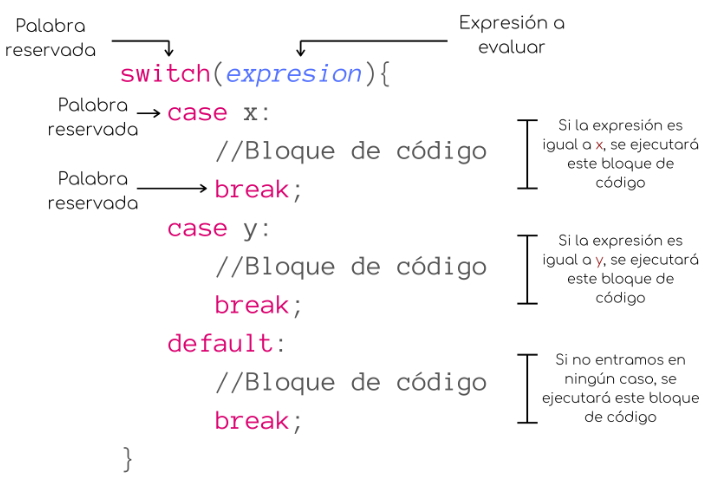 Palabra
reservada
Expresión a
evaluar
switch(expresion){
Palabra
reservada
case x:
//Bloque de código
Palabra
reservada
break;
Si la expresión es
igual a x, se ejecutará
este bloque de
código
case y:
//Bloque de código
break;
Si la expresión es
igual a y, se ejecutará
este bloque de
código
default:
//Bloque de código
break;
Si no entramos en
ningún caso, se
ejecutará este bloque
de código
}